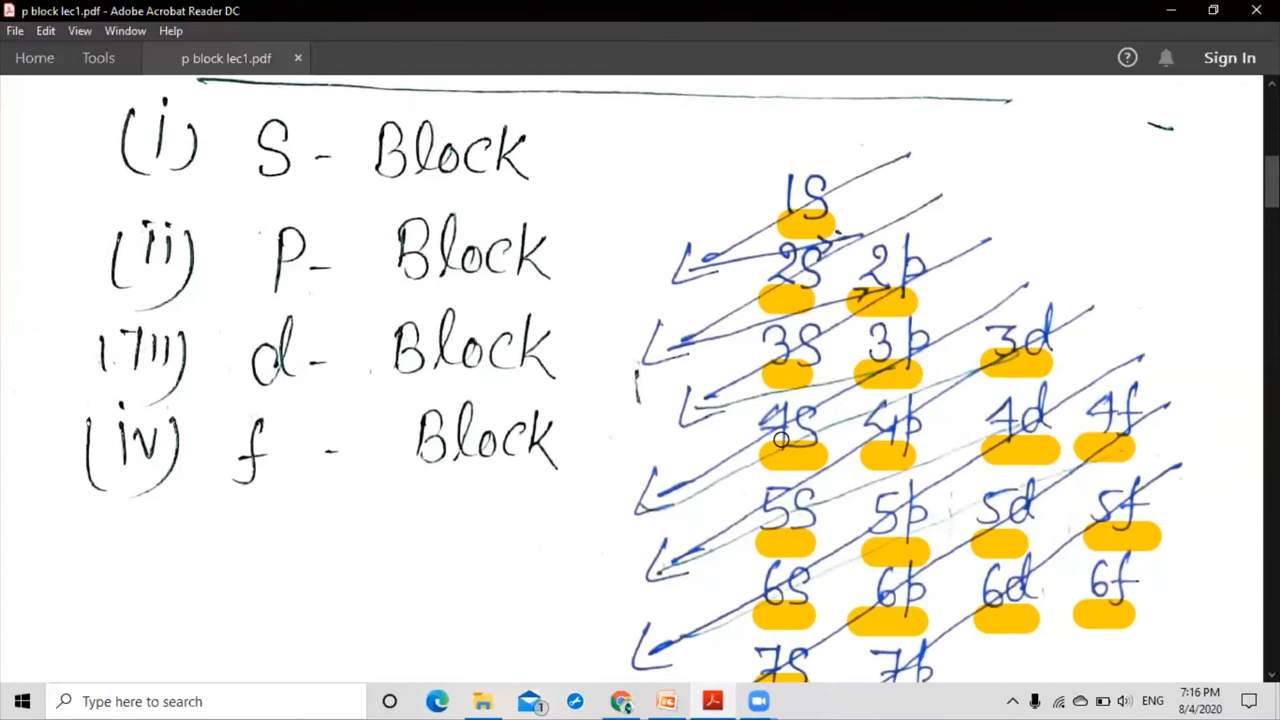 p block lec1.pdf - Adobe Acrobat Reader DC
File Edit View Window Help
Home Tools p block lec1.pdf × Sign In
(i) S - Block
(ii) P- Block
(iii) d- Block
(iv) f - Block
1S
2S 2p
3S 3p 3d
4S 4p 4d 4f
5S 5p 5d 5f
6S 6p 6d 6f
7S 7p
Type here to search
1
ENG
7:16 PM
8/4/2020